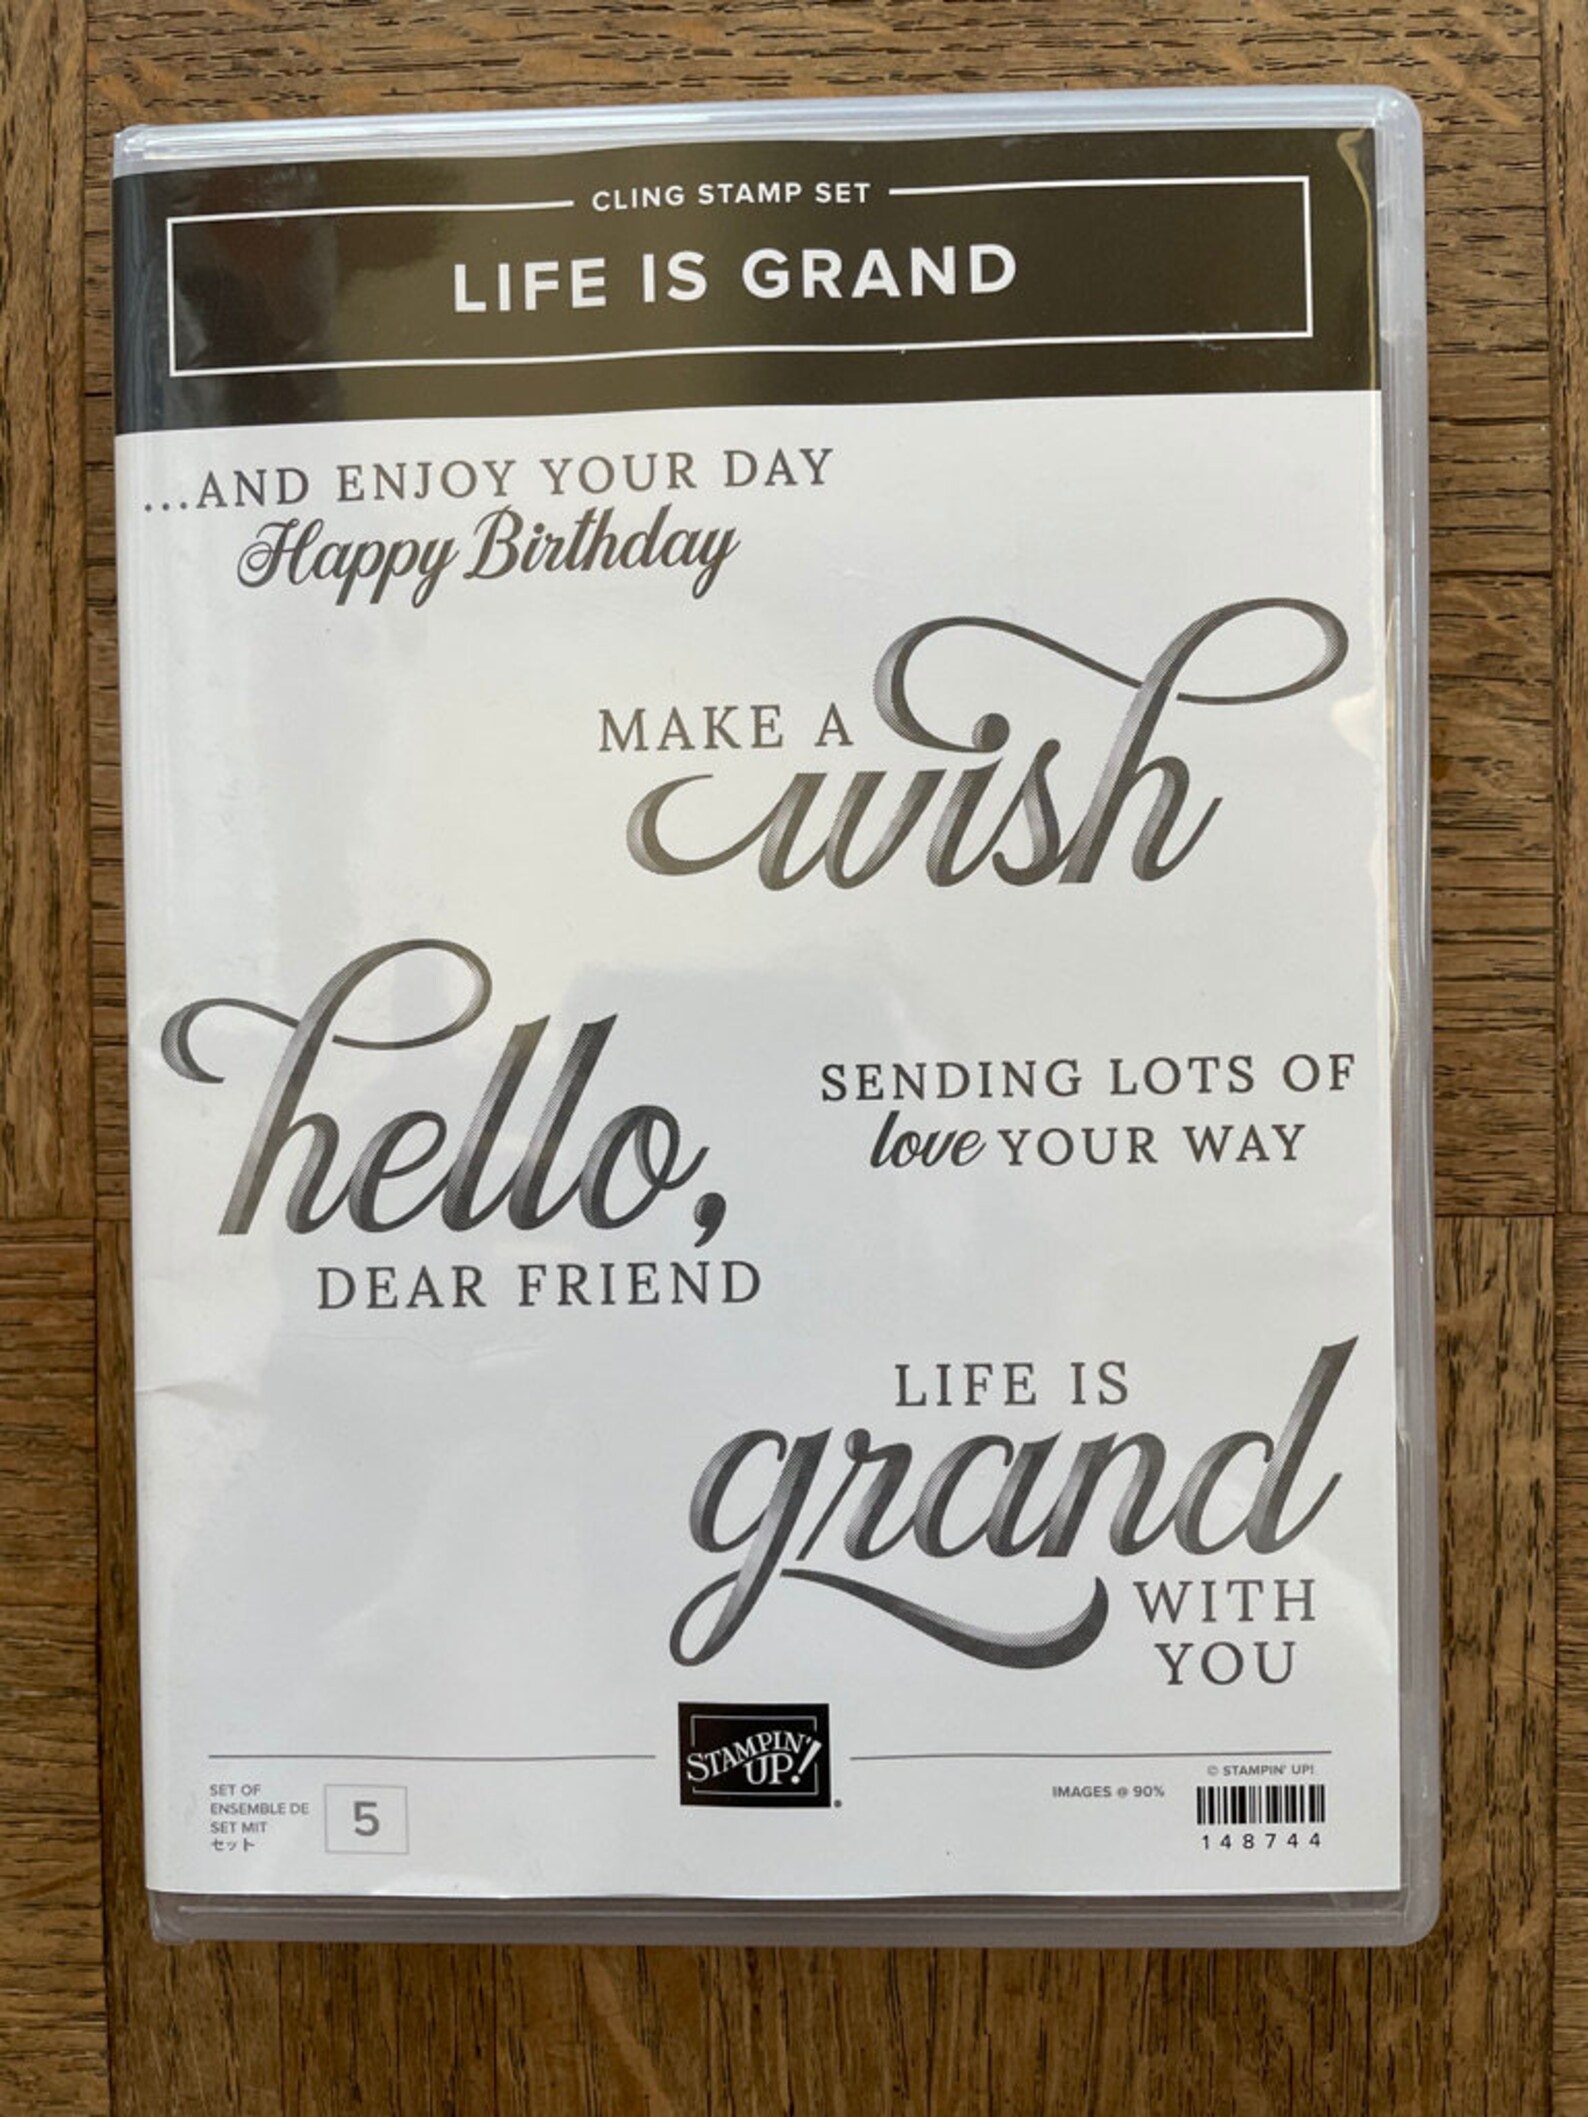 CLING STAMP SET
LIFE IS GRAND
...AND ENJOY YOUR DAY
Happy Birthday
MAKE A
wish
hello,
DEAR FRIEND
SENDING LOTS OF
love YOUR WAY
LIFE IS
grand
WITH
YOU
STAMPIN'
UP!
SET OF
ENSEMBLE DE
SET MIT
セット
5
IMAGES @ 90%
© STAMPIN' UP!
148744